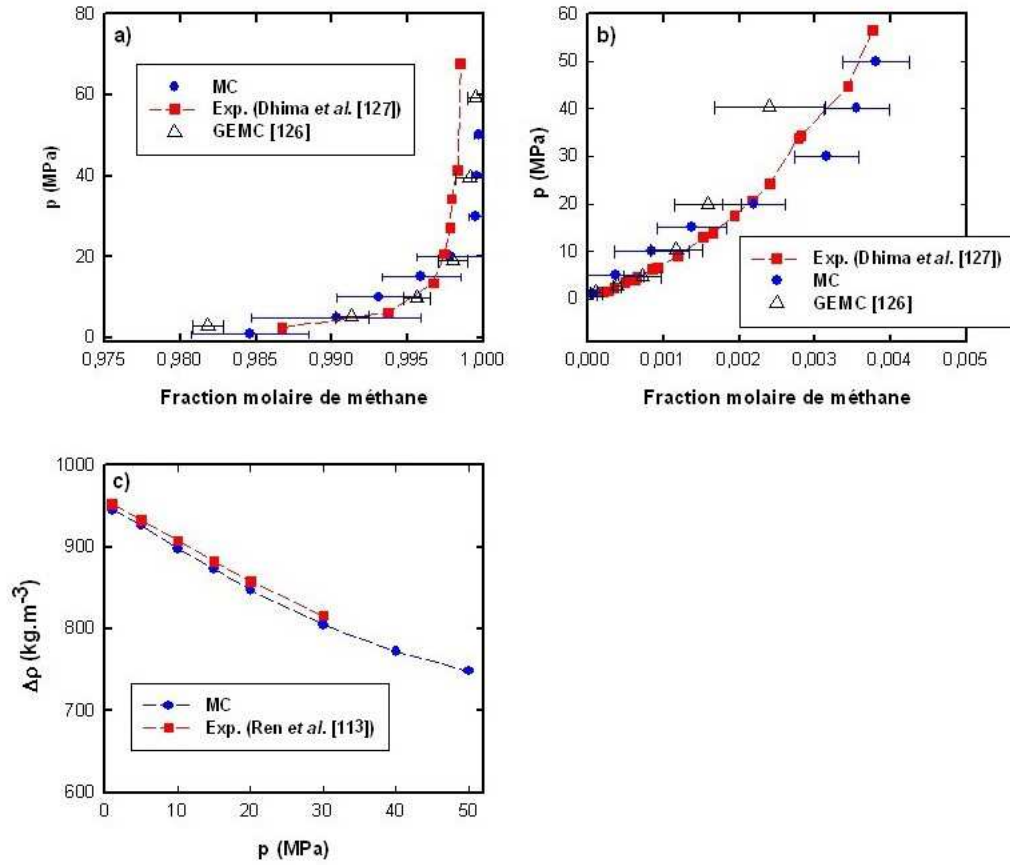 a)
80
60
40
20
0
p (MPa)
MC
Exp. (Dhima et al. [127])
GEMC [126]
0,975 0,980 0,985 0,990 0,995 1,000
Fraction molaire de méthane
b)
60
50
40
30
20
10
0
p (MPa)
Exp. (Dhima et al. [127])
MC
GEMC [126]
0,000 0,001 0,002 0,003 0,004 0,005
Fraction molaire de méthane
c)
1000
900
800
700
600
Δρ (kg.m-3)
MC
Exp. (Ren et al. [113])
0 10 20 30 40 50
p (MPa)